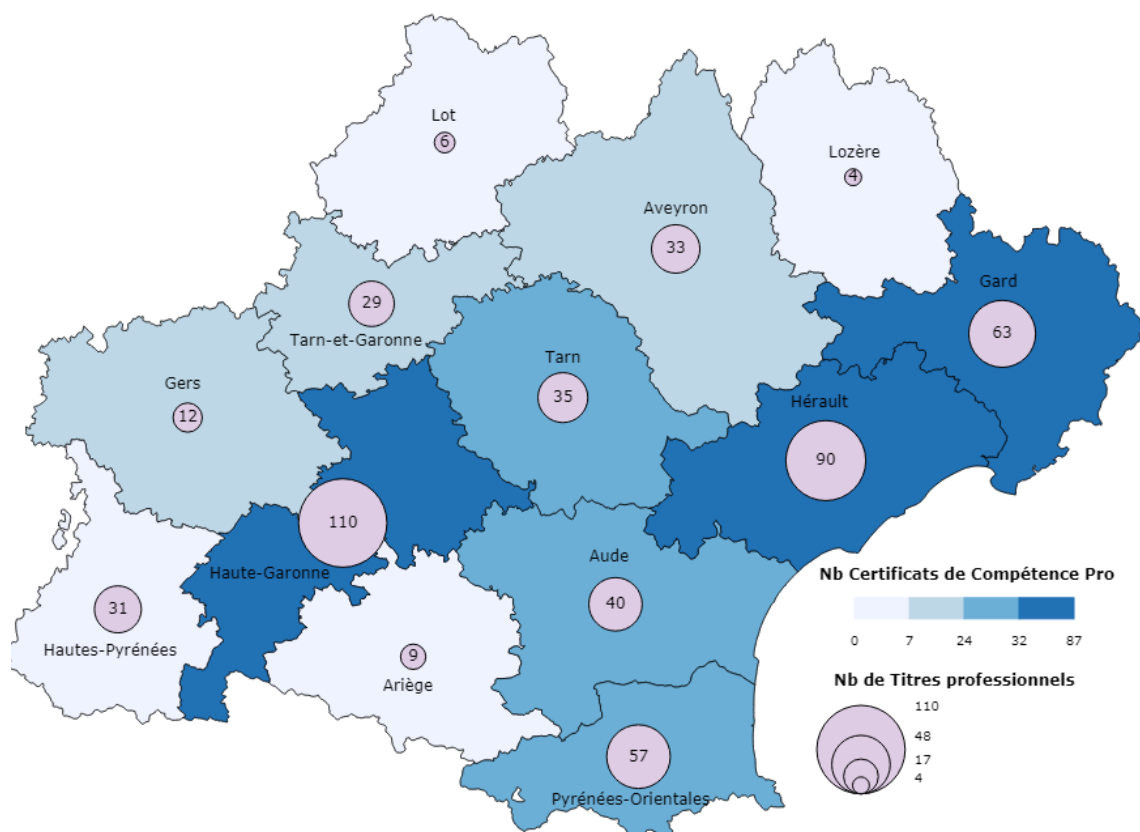 Lot
6
Lozère
4
Aveyron
33
Gard
63
29
Tarn-et-Garonne
Tarn
35
Gers
12
Hérault
90
110
Haute-Garonne
Aude
40
31
Hautes-Pyrénées
9
Ariège
57
Pyrénées-Orientales
Nb Certificats de Compétence Pro
0 7 24 32 87
Nb de Titres professionnels
110
48
17
4